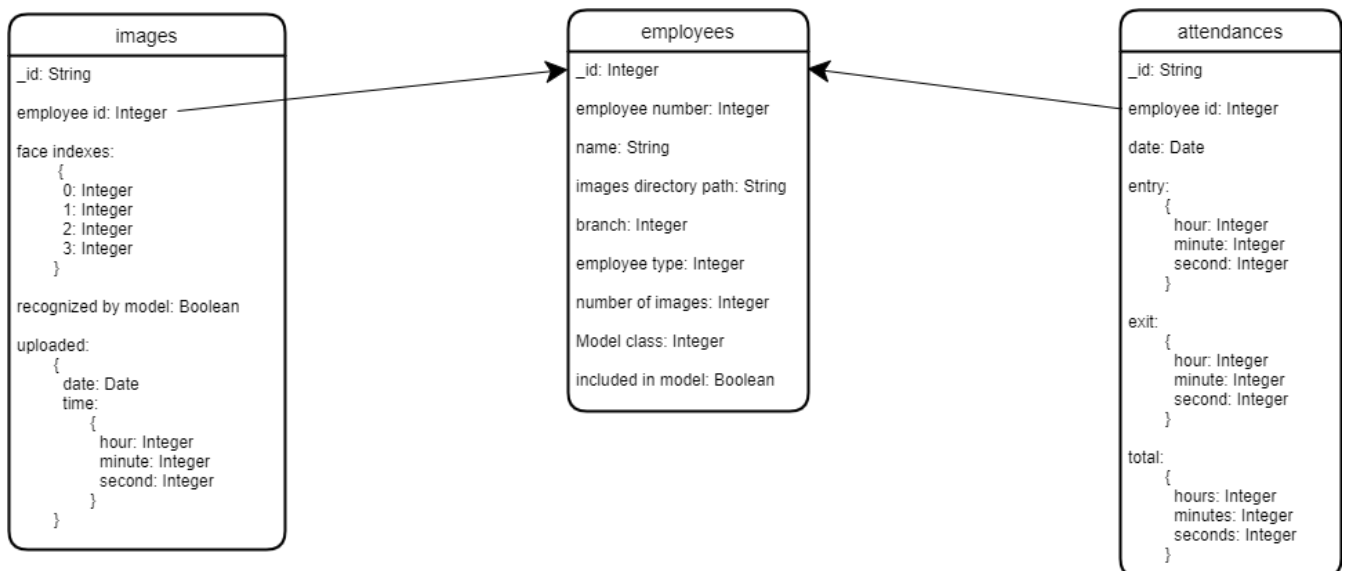 images
_id: String
employee id: Integer
face indexes:
{
0: Integer
1: Integer
2: Integer
3: Integer
}
recognized by model: Boolean
uploaded:
{
date: Date
time:
{
hour: Integer
minute: Integer
second: Integer
}
}
employees
_id: Integer
employee number: Integer
name: String
images directory path: String
branch: Integer
employee type: Integer
number of images: Integer
Model class: Integer
included in model: Boolean
attendances
_id: String
employee id: Integer
date: Date
entry:
{
hour: Integer
minute: Integer
second: Integer
}
exit:
{
hour: Integer
minute: Integer
second: Integer
}
total:
{
hours: Integer
minutes: Integer
seconds: Integer
}